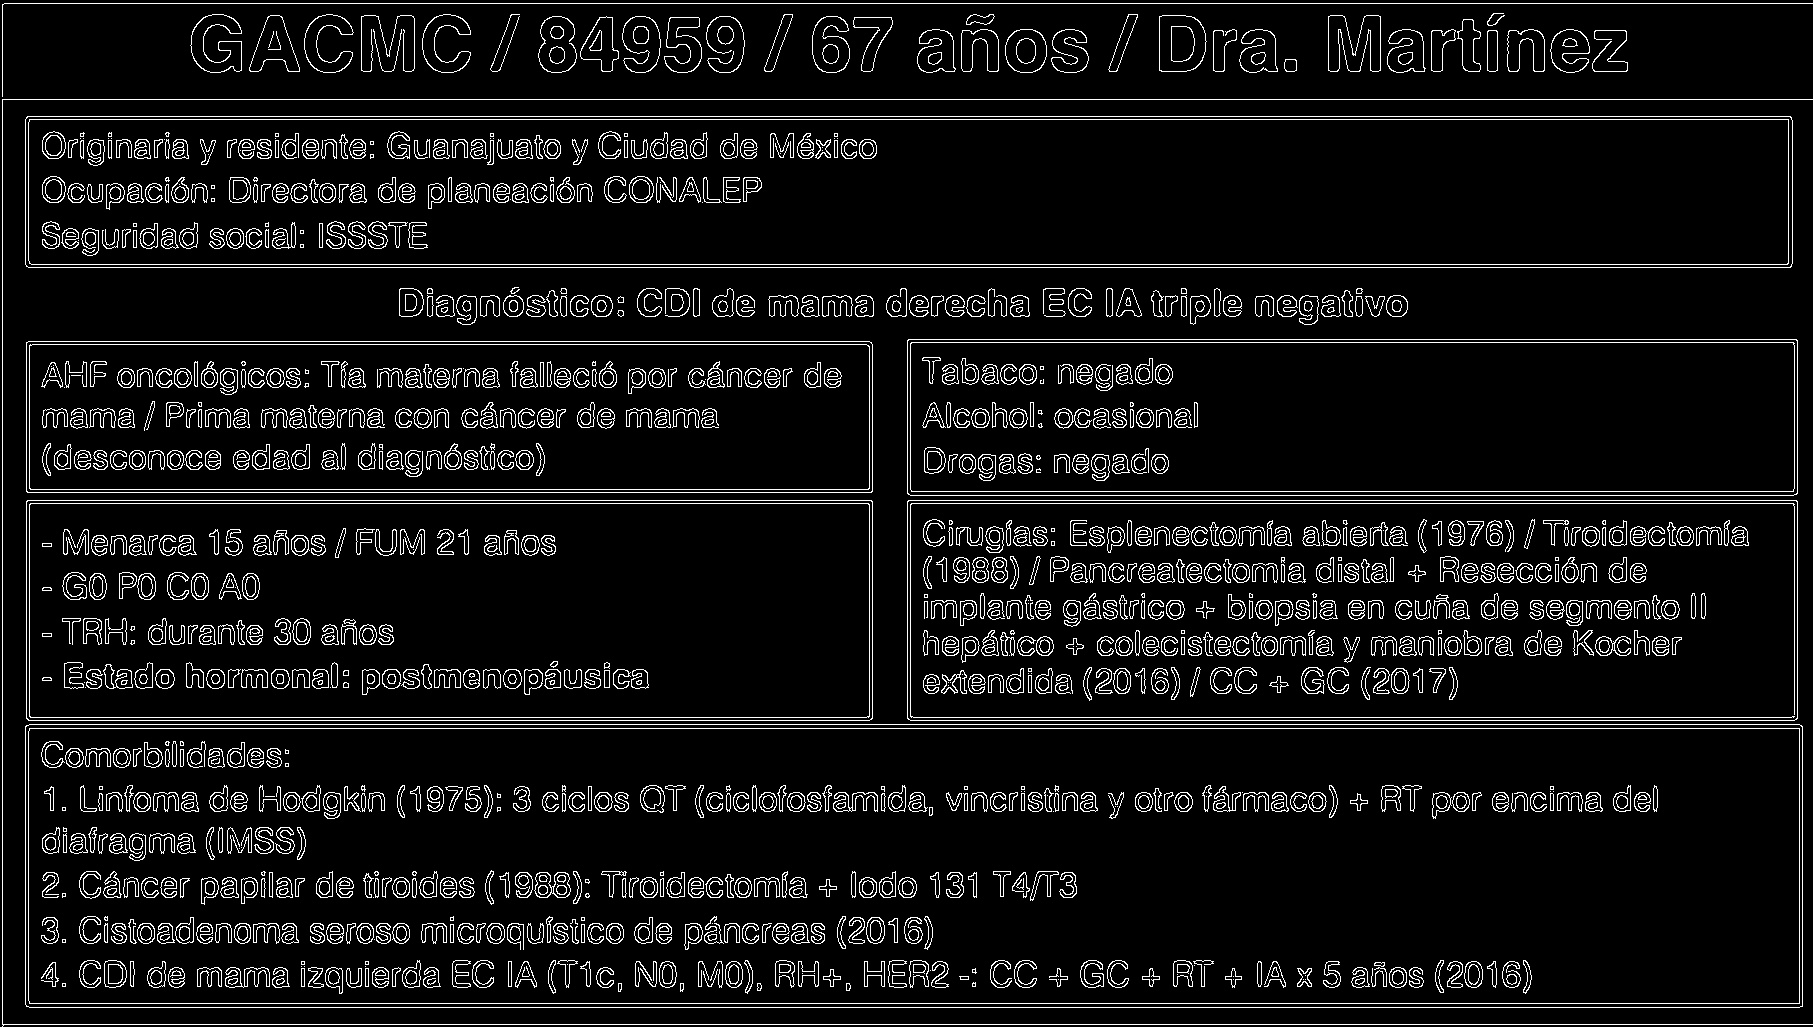 GACMC / 84959 / 67 años / Dra. Martínez
Originaria y residente: Guanajuato y Ciudad de México
Ocupación: Directora de planeación CONALEP
Seguridad social: ISSSTE
Diagnóstico: CDI de mama derecha EC IA triple negativo
AHF oncológicos: Tía materna falleció por cáncer de
mama / Prima materna con cáncer de mama
(desconoce edad al diagnóstico)
Tabaco: negado
Alcohol: ocasional
Drogas: negado
- Menarca 15 años / FUM 21 años
- G0 P0 C0 A0
- TRH: durante 30 años
- Estado hormonal: postmenopáusica
Cirugías: Esplenectomía abierta (1976) / Tiroidectomía
(1988) / Pancreatectomia distal + Resección de
implante gástrico + biopsia en cuña de segmento II
hepático + colecistectomía y maniobra de Kocher
extendida (2016) / CC + GC (2017)
Comorbilidades:
1. Linfoma de Hodgkin (1975): 3 ciclos QT (ciclofosfamida, vincristina y otro fármaco) + RT por encima del
diafragma (IMSS)
2. Cáncer papilar de tiroides (1988): Tiroidectomía + Iodo 131 T4/T3
3. Cistoadenoma seroso microquístico de páncreas (2016)
4. CDI de mama izquierda EC IA (T1c, N0, M0), RH+, HER2 -: CC + GC + RT + IA x 5 años (2016)